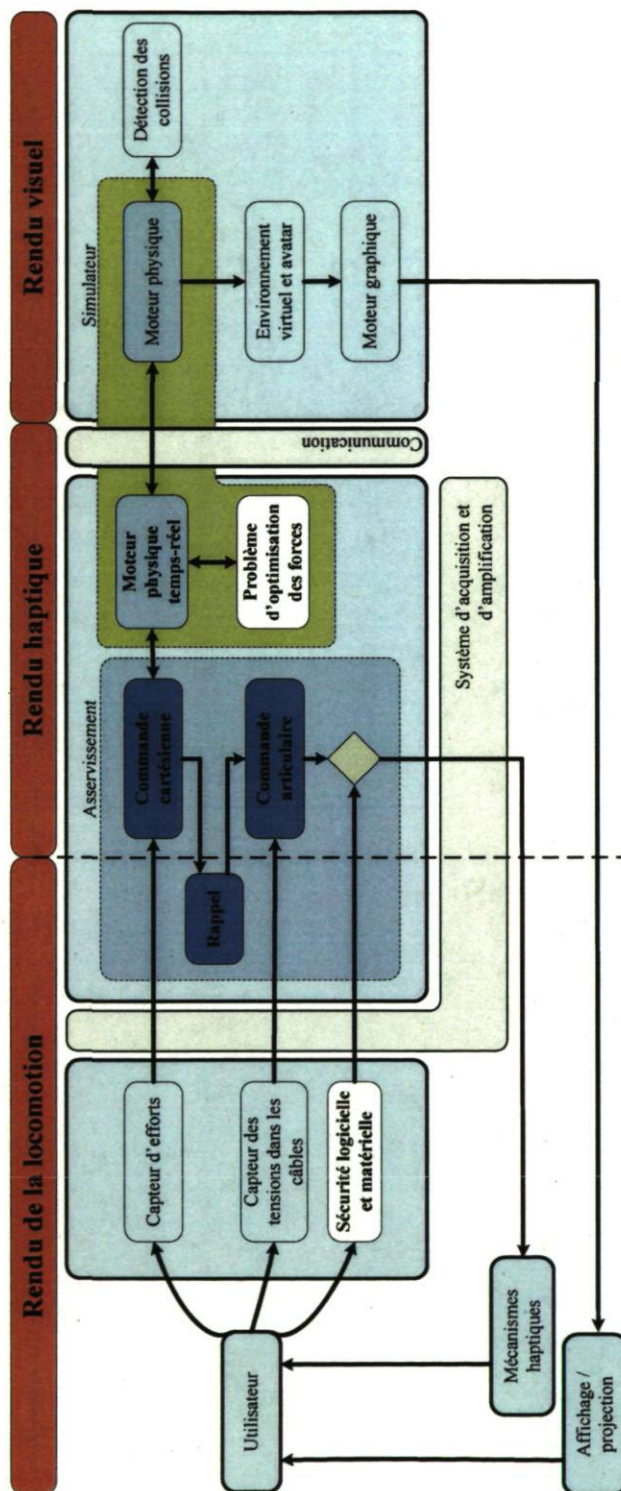 Rendu de la locomotion
Rendu haptique
Rendu visuel
Utilisateur
Capteur d'efforts
Capteur des
tensions dans les
câbles
Sécurité logicielle
et matérielle
Asservissement
Commande
cartésienne
Rappel
Commande
articulaire
Moteur
physique
temps-réel
Problème
d'optimisation
des forces
Communication
Simulateur
Moteur physique
Détection des
collisions
Environnement
virtuel et avatar
Moteur graphique
Système d'acquisition et
d'amplification
Mécanismes
haptiques
Affichage /
projection